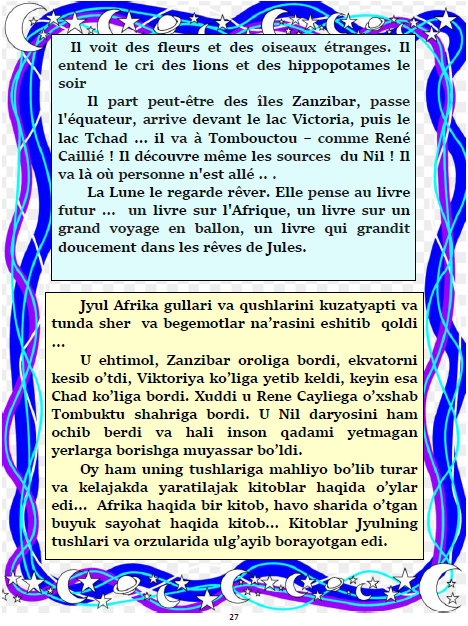 Il voit des fleurs et des oiseaux étranges. Il
entend le cri des lions et des hippopotames le
soir
Il part peut-être des îles Zanzibar, passe
l'équateur, arrive devant le lac Victoria, puis le
lac Tchad ... il va à Tombouctou – comme René
Caillié ! Il découvre même les sources du Nil ! Il
va là où personne n'est allé .. .
La Lune le regarde rêver. Elle pense au livre
futur ... un livre sur l'Afrique, un livre sur un
grand voyage en ballon, un livre qui grandit
doucement dans les rêves de Jules.
Jyul Afrika gullari va qushlarini kuzatyapti va
tunda sher va begemotlar na’rasini eshitib qoldi
...
U ehtimol, Zanzibar oroliga bordi, ekvatorni
kesib o’tdi, Viktoriya ko’liga yetib keldi, keyin esa
Chad ko’liga bordi. Xuddi u Rene Cayliega o’xshab
Tombuktu shahriga bordi. U Nil daryosini ham
ochib berdi va hali inson qadami yetmagan
yerlarga borishga muyassar bo’ldi.
Oy ham uning tushlariga mahliyo bo’lib turar
va kelajakda yaratilajak kitoblar haqida o’ylar
edi... Afrika haqida bir kitob, havo sharida o’tgan
buyuk sayohat haqida kitob... Kitoblar Jyulning
tushlari va orzularida ulg’ayib borayotgan edi.
27